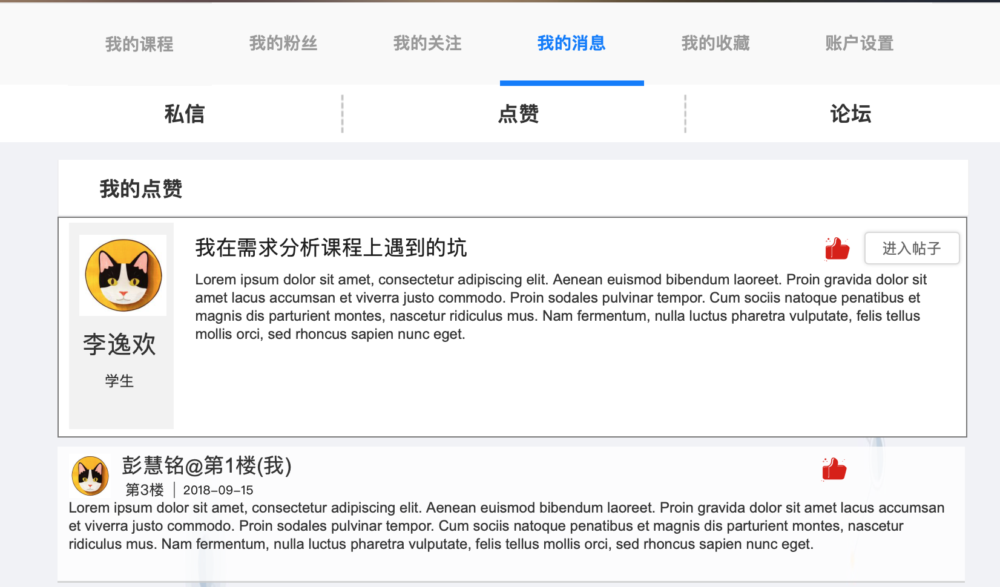 我的课程 我的粉丝 我的关注 我的消息 我的收藏 账户设置
私信 点赞 论坛
我的点赞
我在需求分析课程上遇到的坑 进入帖子
Lorem ipsum dolor sit amet, consectetur adipiscing elit. Aenean euismod bibendum laoreet. Proin gravida dolor sit
amet lacus accumsan et viverra justo commodo. Proin sodales pulvinar tempor. Cum sociis natoque penatibus et
magnis dis parturient montes, nascetur ridiculus mus. Nam fermentum, nulla luctus pharetra vulputate, felis tellus
mollis orci, sed rhoncus sapien nunc eget.
李逸欢
学生
彭慧铭@第1楼(我)
第3楼 | 2018-09-15
Lorem ipsum dolor sit amet, consectetur adipiscing elit. Aenean euismod bibendum laoreet. Proin gravida dolor sit amet lacus accumsan
et viverra justo commodo. Proin sodales pulvinar tempor. Cum sociis natoque penatibus et magnis dis parturient montes, nascetur
ridiculus mus. Nam fermentum, nulla luctus pharetra vulputate, felis tellus mollis orci, sed rhoncus sapien nunc eget.